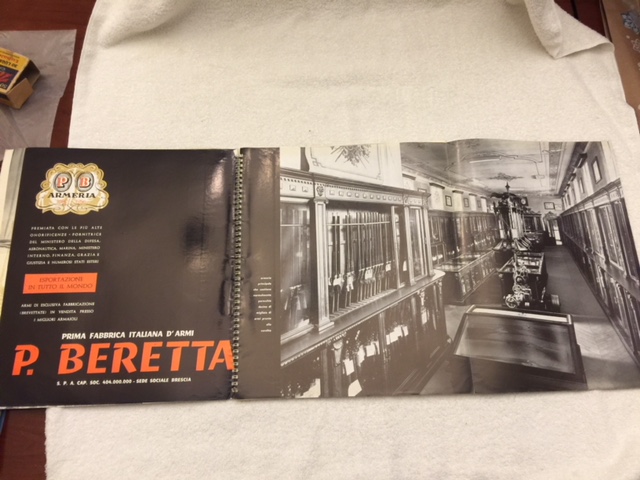 PB
ARMERIA
PREMIATA CON LE PIÙ ALTE
ONORIFICENZE - FORNITRICE
DEL MINISTERO DELLA DIFESA,
AERONAUTICA, MARINA, MINISTERO
INTERNO, FINANZA, GRAZIA E
GIUSTIZIA E NUMEROSI STATI ESTERI
ESPORTAZIONE
IN TUTTO IL MONDO
ARMI DI ESCLUSIVA FABBRICAZIONE
(BREVETTATE) IN VENDITA PRESSO
I MIGLIORI ARMAIOLI
PRIMA FABBRICA ITALIANA D'ARMI
P. BERETTA
S. P. A. CAP. SOC. 404.000.000 - SEDE SOCIALE BRESCIA